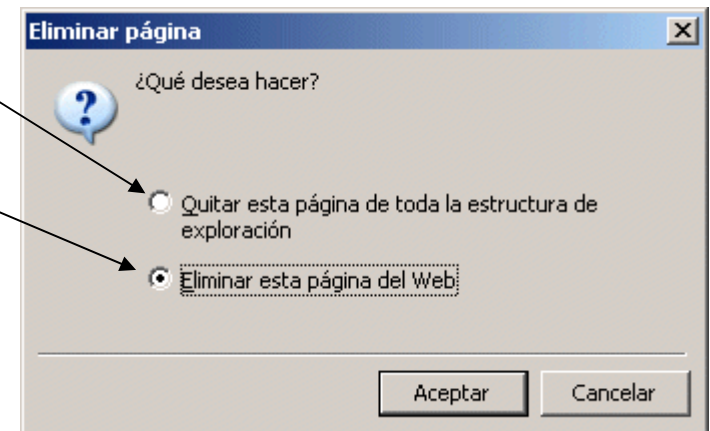 Eliminar página
¿Qué desea hacer?
Quitar esta página de toda la estructura de
exploración
Eliminar esta página del Web
Aceptar Cancelar